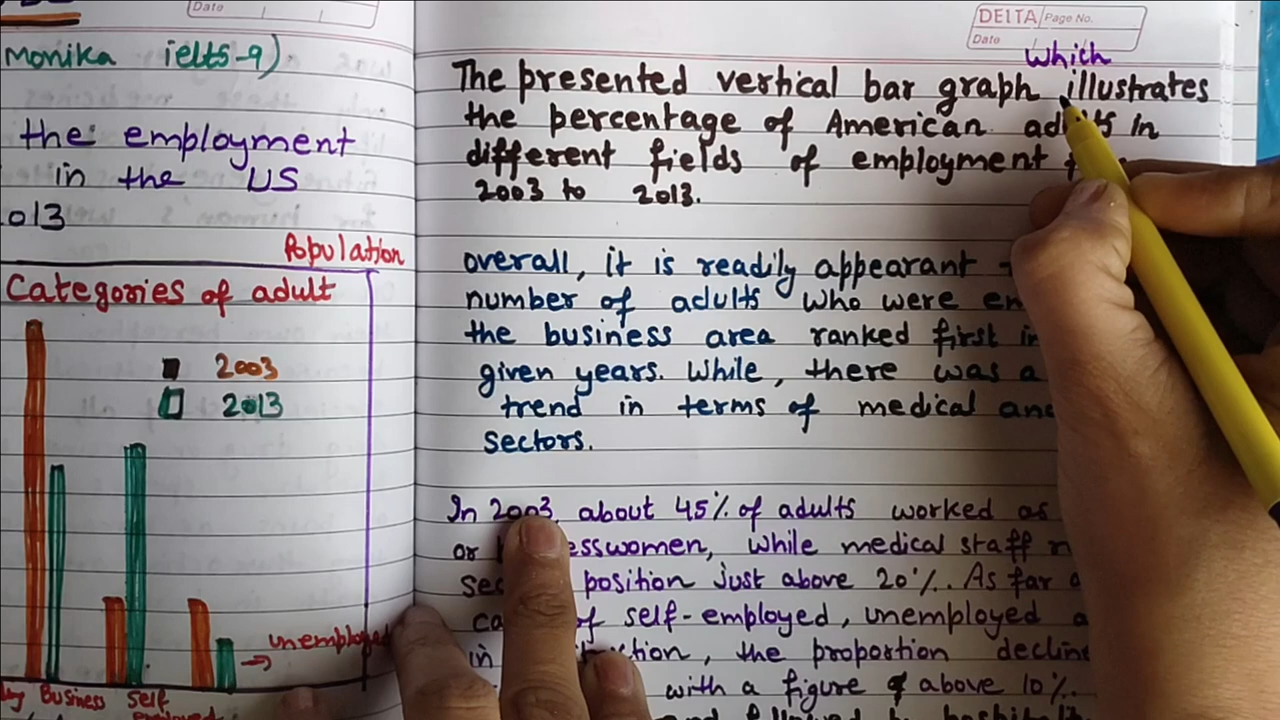 Date
Monika ielts-9)
the employment
in the US
2013
Population
Categories of adult
2003
2013
unemployed
Business Self
employed
DELTA Page No.
Date
which
The presented vertical bar graph illustrates
the percentage of American adults in
different fields of employment
2003 to 2013.
overall, it is readily appearant
number of adults who were
the business area ranked first in
given years. While, there was a
trend in terms of medical and
sectors.
In 2003, about 45% of adults worked as
or esswomen, while medical staff
position just above 20%. As far
of self-employed, unemployed
in the proportion
with a figure of above 10%.